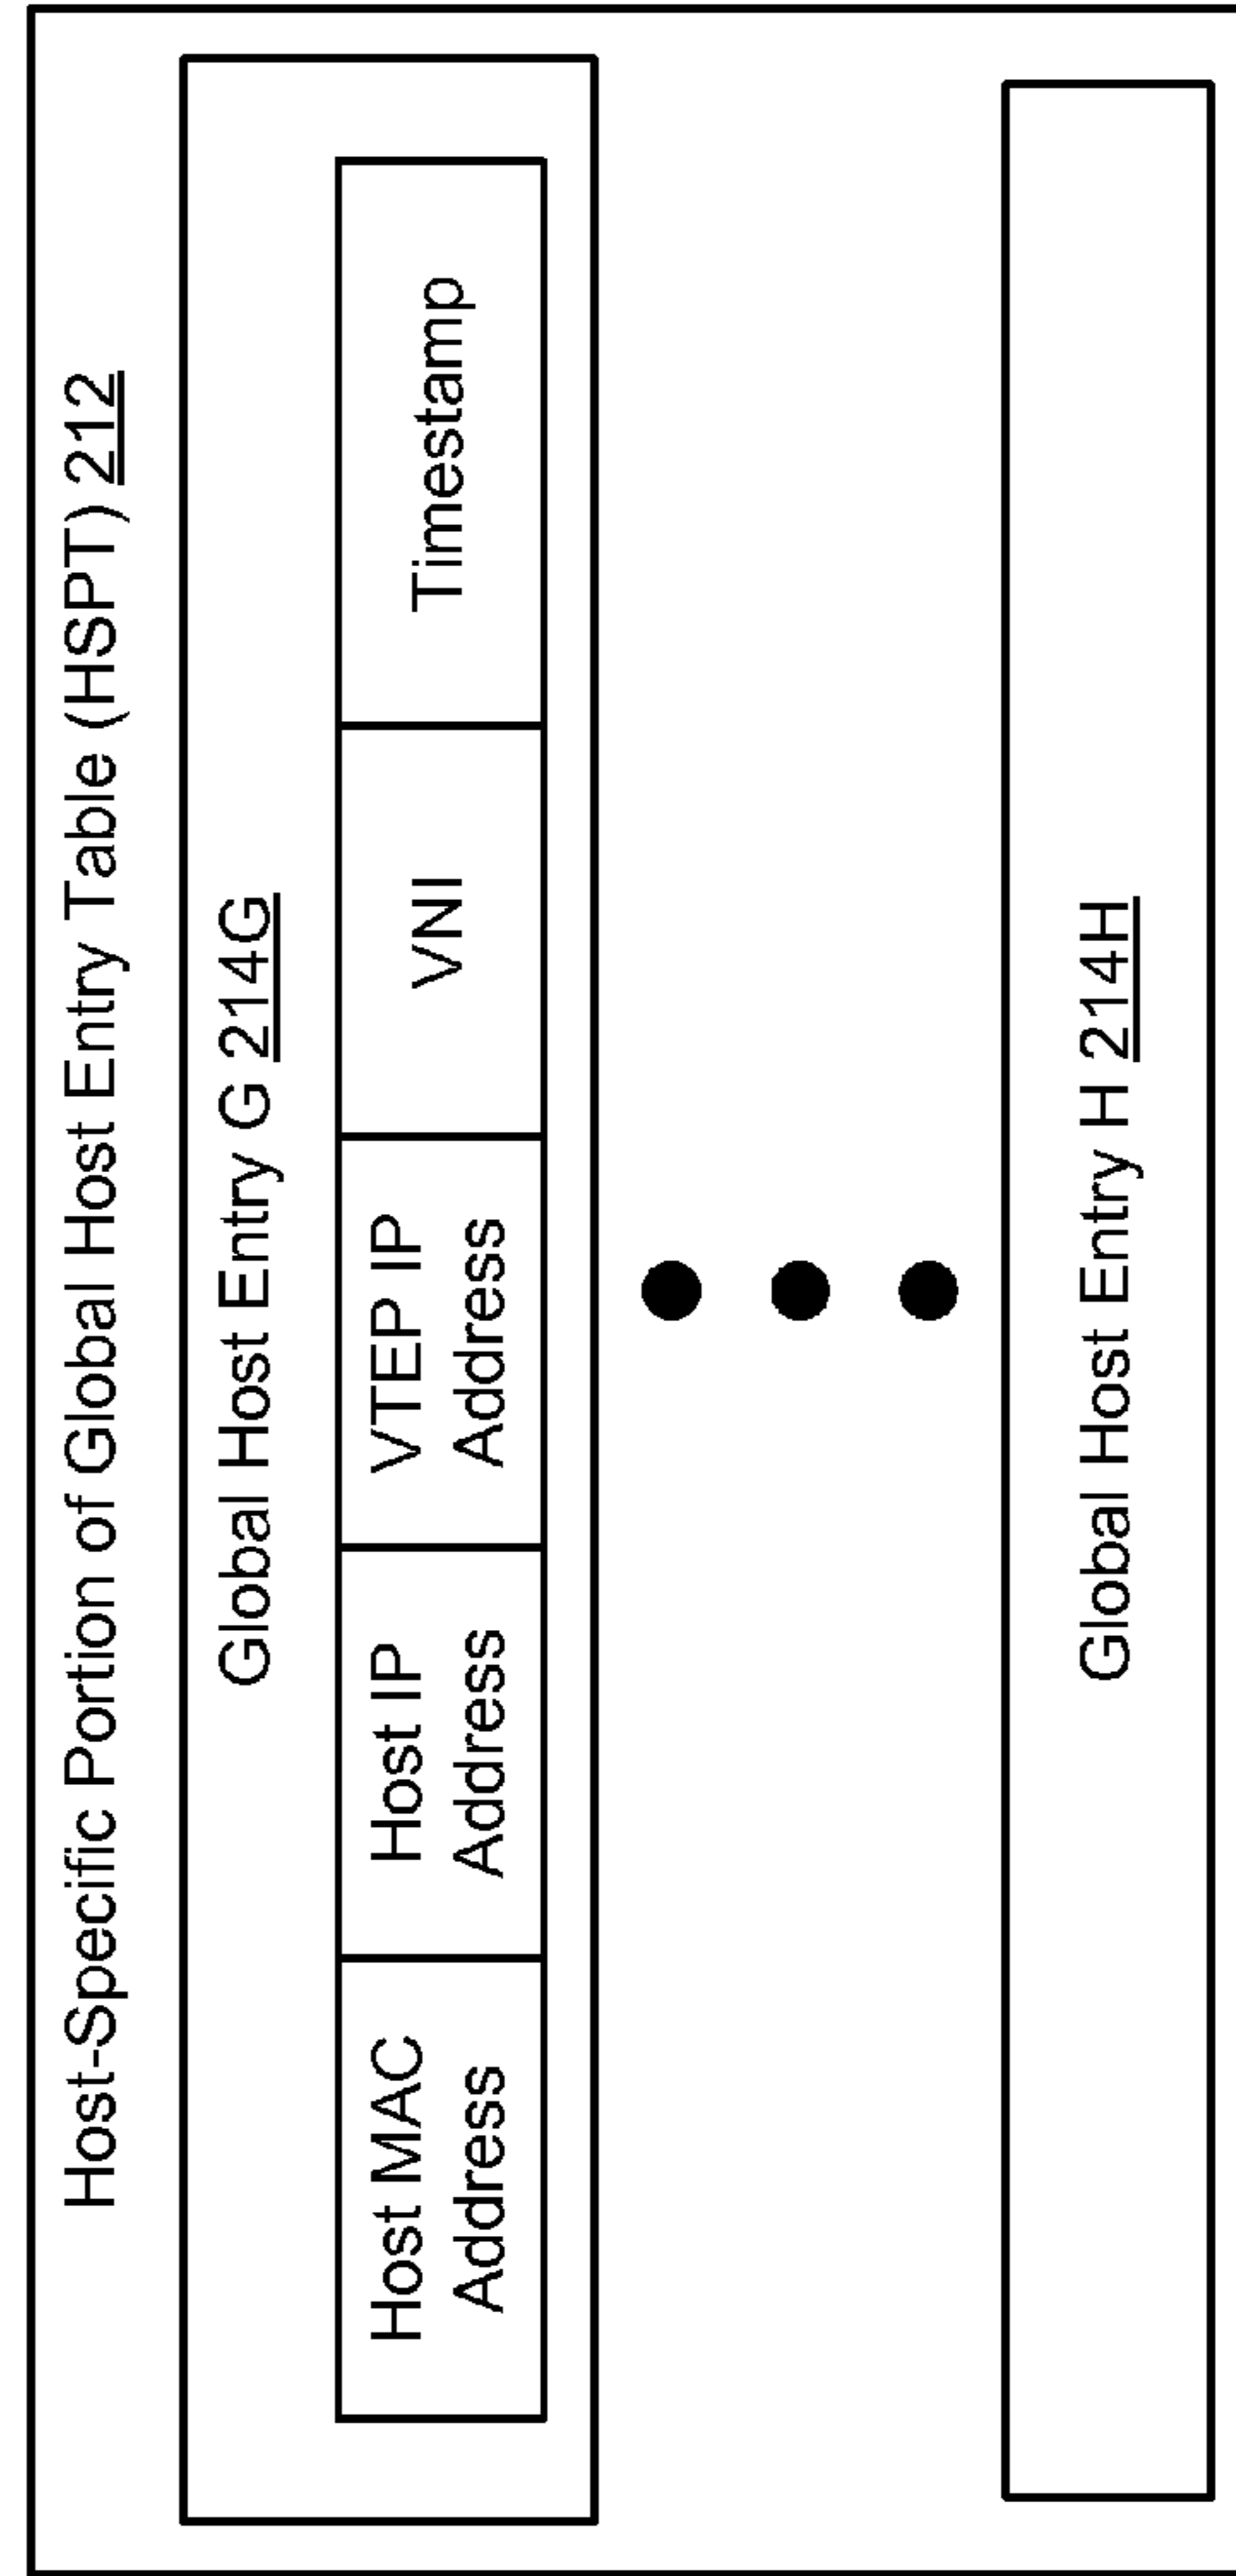 Host-Specific Portion of Global Host Entry Table (HSPT) 212
Global Host Entry G 214G
Host MAC
Address
Host IP
Address
VTEP IP
Address
VNI
Timestamp
Global Host Entry H 214H